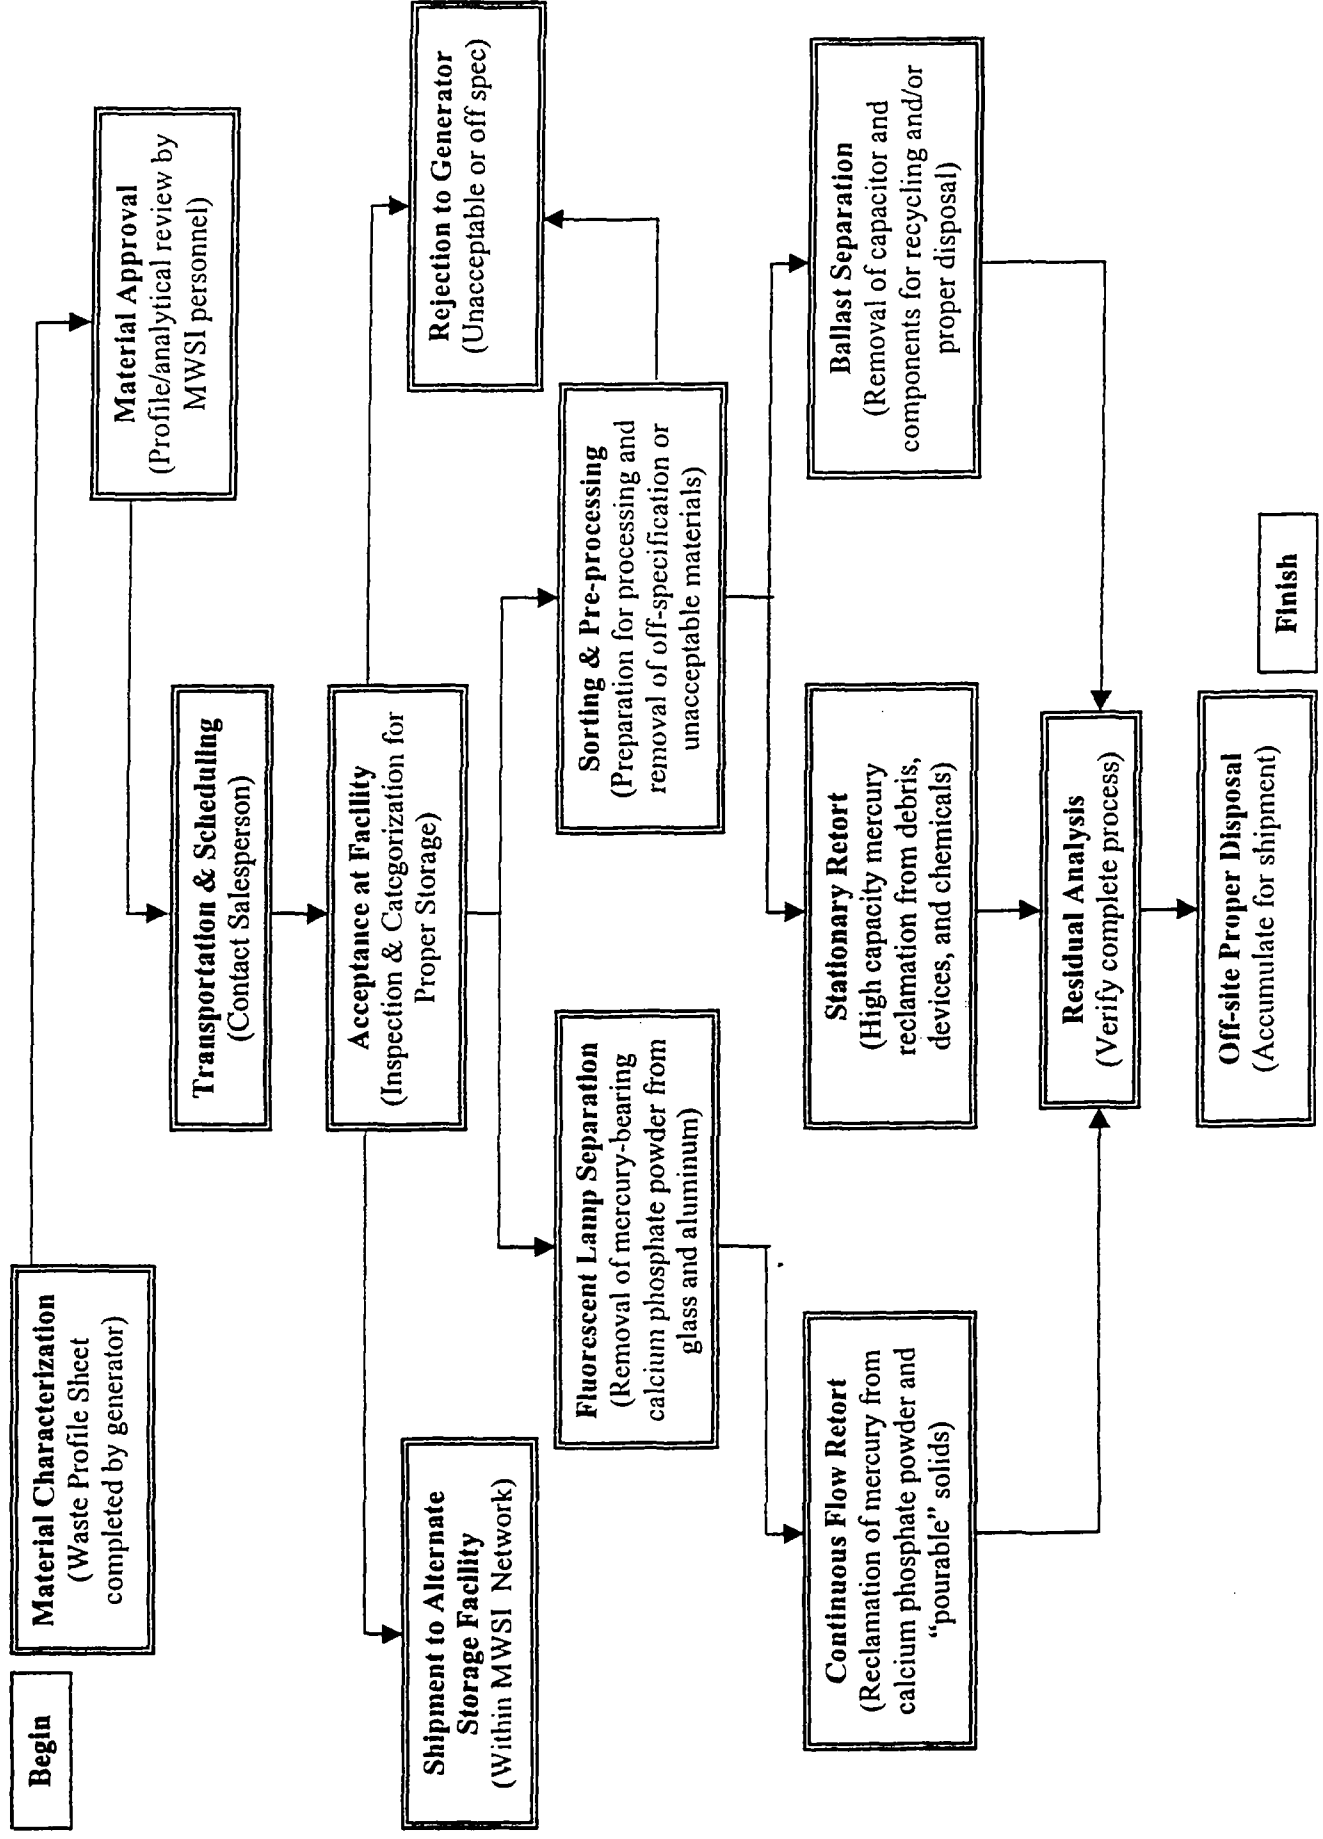 Begin
Material Characterization
(Waste Profile Sheet
completed by generator)
Material Approval
(Profile/analytical review by
MWSI personnel)
Transportation & Scheduling
(Contact Salesperson)
Acceptance at Facility
(Inspection & Categorization for
Proper Storage)
Shipment to Alternate
Storage Facility
(Within MWSI Network)
Rejection to Generator
(Unacceptable or off spec)
Fluorescent Lamp Separation
(Removal of mercury-bearing
calcium phosphate powder from
glass and aluminum)
Sorting & Pre-processing
(Preparation for processing and
removal of off-specification or
unacceptable materials)
Continuous Flow Retort
(Reclamation of mercury from
calcium phosphate powder and
“pourable” solids)
Stationary Retort
(High capacity mercury
reclamation from debris,
devices, and chemicals)
Ballast Separation
(Removal of capacitor and
components for recycling and/or
proper disposal)
Residual Analysis
(Verify complete process)
Off-site Proper Disposal
(Accumulate for shipment)
Finish